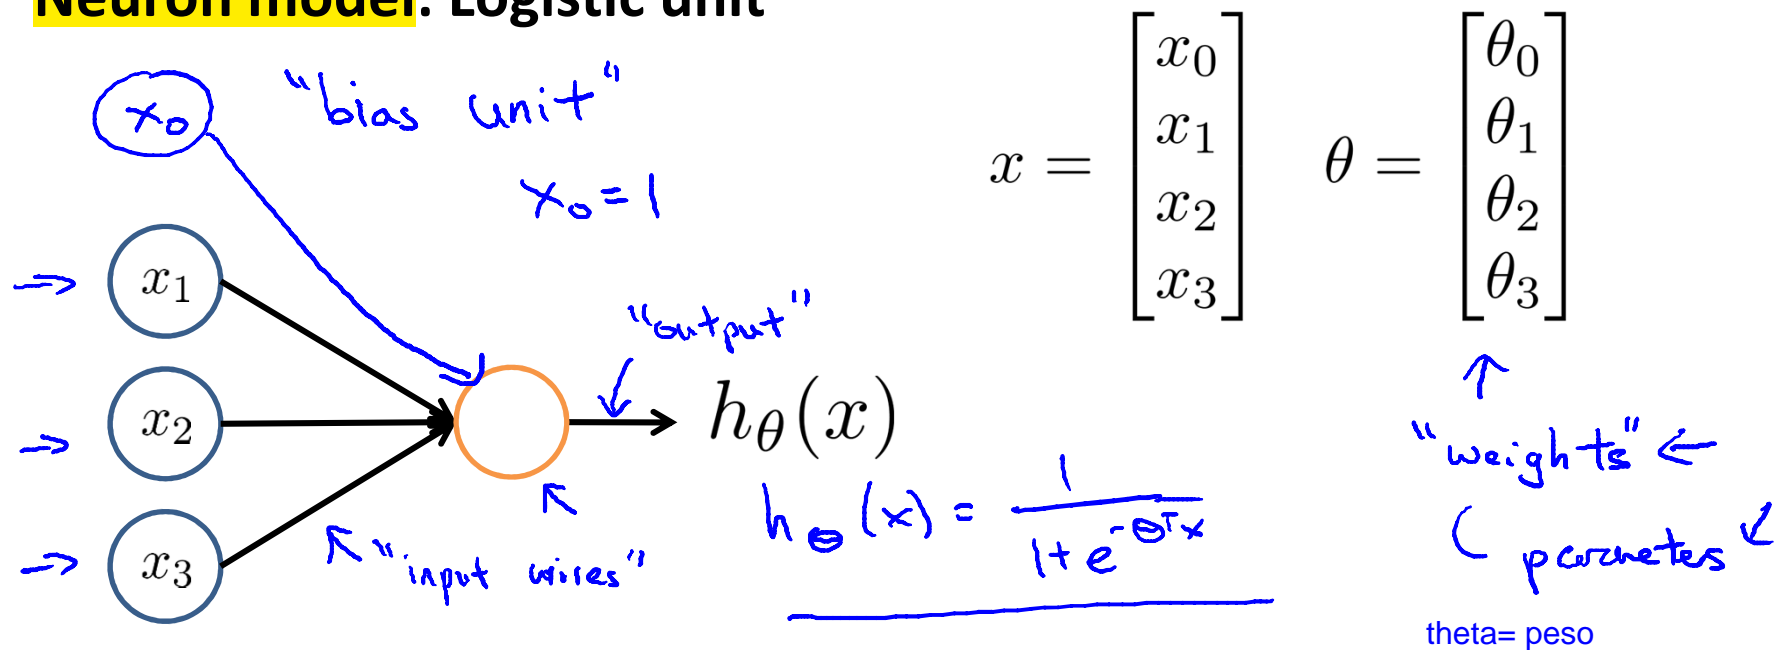 Neuron model: Logistic unit
x₀ "bias unit"
x₀ = 1
x₁
x₂
x₃
"output"
h_θ(x)
"input wires"
h_θ(x) = 1 / (1 + e^(-θᵀx))
x = [x₀ x₁ x₂ x₃]
θ = [θ₀ θ₁ θ₂ θ₃]
"weights"
( parameters
theta= peso